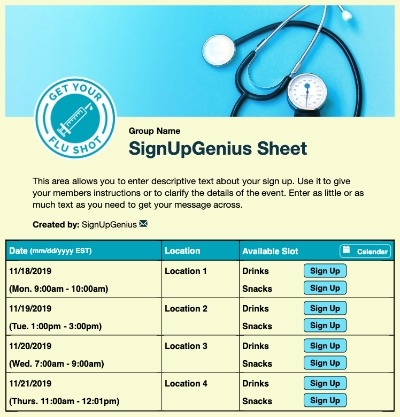 GET YOUR
FLU SHOT
Group Name
SignUpGenius Sheet
This area allows you to enter descriptive text about your sign up. Use it to give
your members instructions or to clarify the details of the event. Enter as little or as
much text as you need to get your message across.
Created by: SignUpGenius
Date (mm/dd/yyyy EST) Location Available Slot Calender
11/18/2019 Location 1 Drinks Sign Up
(Mon. 9:00am - 10:00am) Snacks Sign Up
11/19/2019 Location 2 Drinks Sign Up
(Tue. 1:00pm - 3:00pm) Snacks Sign Up
11/20/2019 Location 3 Drinks Sign Up
(Wed. 7:00am - 9:00am) Snacks Sign Up
11/21/2019 Location 4 Drinks Sign Up
(Thurs. 11:00am - 12:01pm) Snacks Sign Up